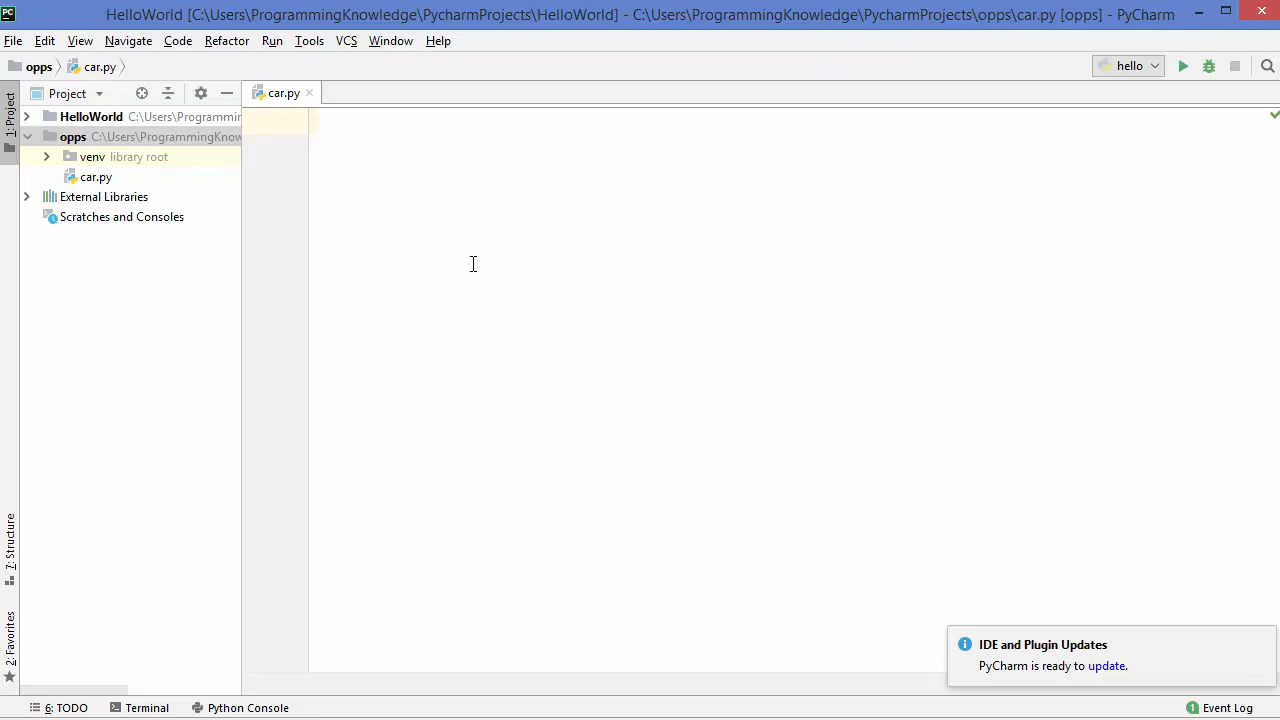 PC
HelloWorld [C:\Users\ProgrammingKnowledge\PycharmProjects\HelloWorld] - C:\Users\ProgrammingKnowledge\PycharmProjects\opps\car.py [opps] - PyCharm
File Edit View Navigate Code Refactor Run Tools VCS Window Help
opps car.py hello
1: Project
Project car.py
HelloWorld C:\Users\Programmin
opps C:\Users\ProgrammingKnow
venv library root
car.py
External Libraries
Scratches and Consoles
7: Structure
2: Favorites
IDE and Plugin Updates
PyCharm is ready to update.
6: TODO Terminal Python Console 1 Event Log